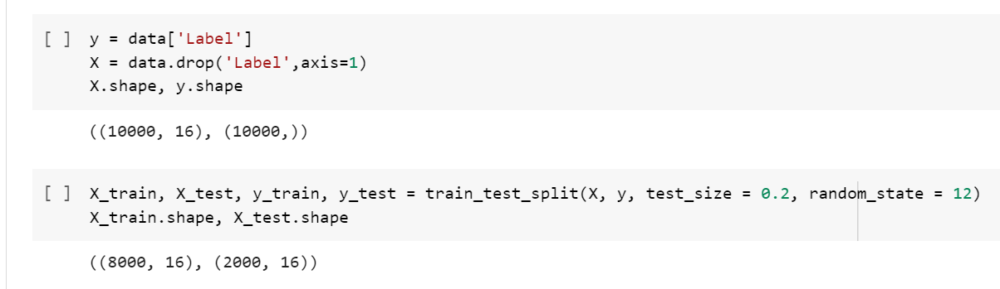 [ ] y = data['Label']
X = data.drop('Label',axis=1)
X.shape, y.shape
((10000, 16), (10000,))
[ ] X_train, X_test, y_train, y_test = train_test_split(X, y, test_size = 0.2, random_state = 12)
X_train.shape, X_test.shape
((8000, 16), (2000, 16))